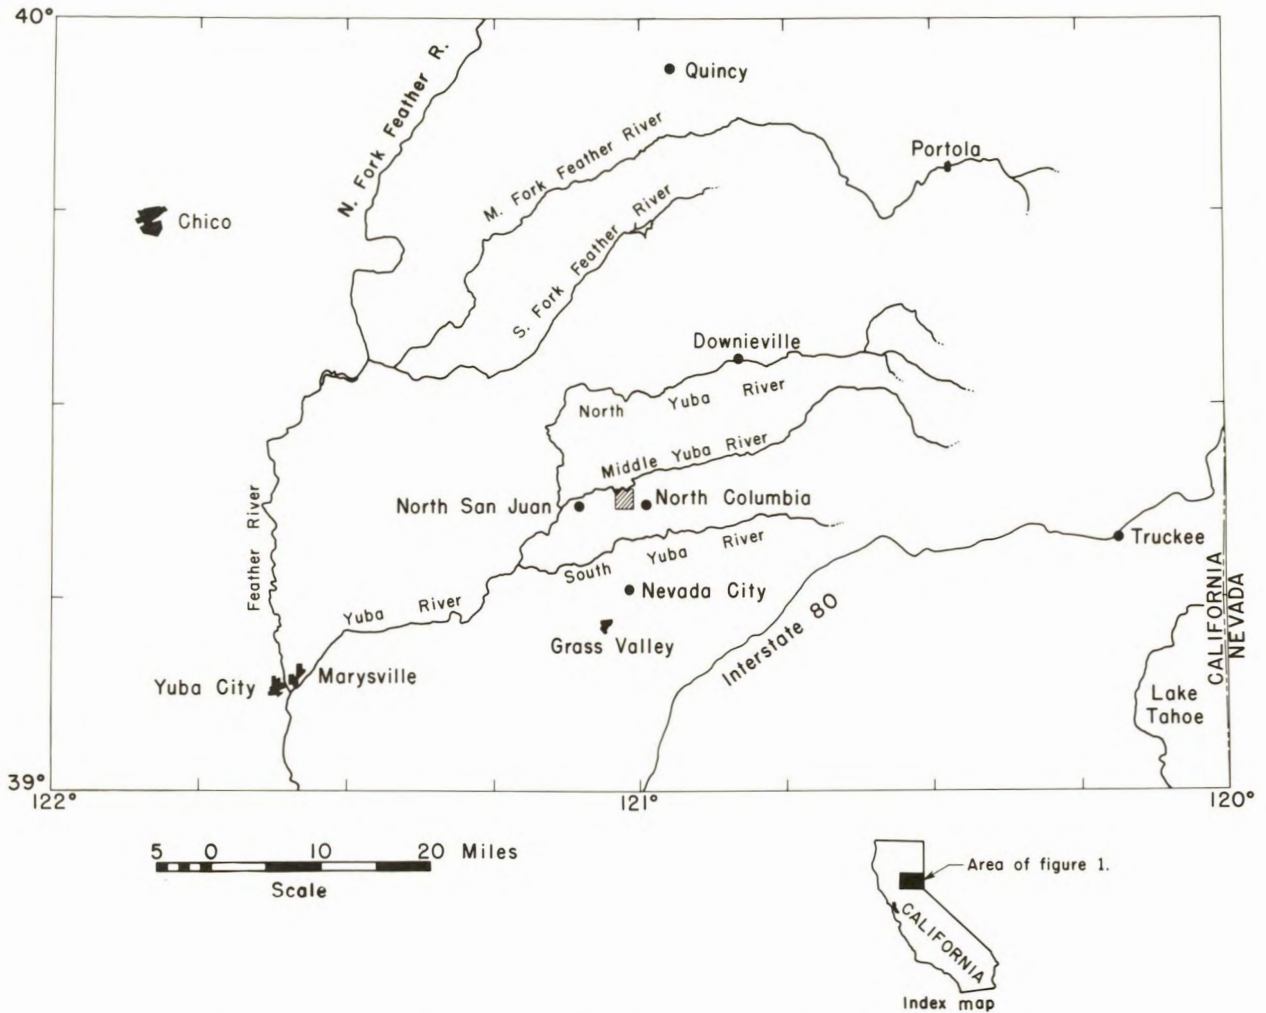 40°
Quincy
N. Fork Feather R.
M. Fork Feather River
Portola
S. Fork Feather River
Chico
Downieville
North Yuba River
Middle Yuba River
North San Juan
North Columbia
South Yuba River
Truckee
Feather River
Nevada City
Yuba River
Grass Valley
Interstate 80
CALIFORNIA
NEVADA
Yuba City
Marysville
Lake
Tahoe
39°
122°
121°
120°
5 0 10 20 Miles
Scale
Area of figure 1.
CALIFORNIA
Index map